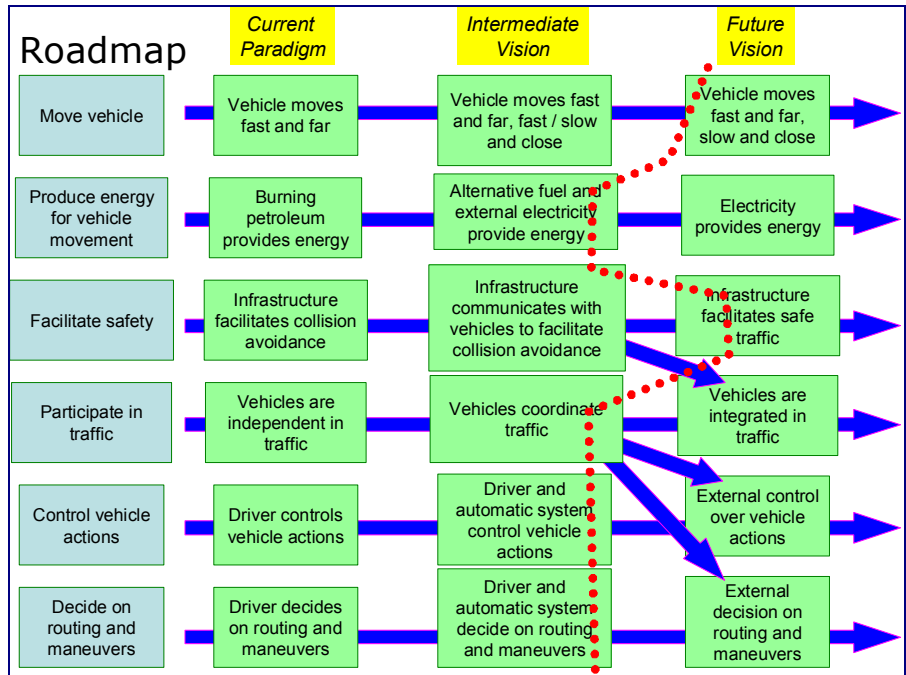 Roadmap
Current
Paradigm
Intermediate
Vision
Future
Vision
Move vehicle
Vehicle moves
fast and far
Vehicle moves fast
and far, fast / slow
and close
Vehicle moves
fast and far,
slow and close
Produce energy
for vehicle
movement
Burning
petroleum
provides energy
Alternative fuel and
external electricity
provide energy
Electricity
provides energy
Facilitate safety
Infrastructure
facilitates collision
avoidance
Infrastructure
communicates with
vehicles to facilitate
collision avoidance
Infrastructure
facilitates safe
traffic
Participate in
traffic
Vehicles are
independent in
traffic
Vehicles coordinate
traffic
Vehicles are
integrated in
traffic
Control vehicle
actions
Driver controls
vehicle actions
Driver and
automatic system
control vehicle
actions
External control
over vehicle
actions
Decide on
routing and
maneuvers
Driver decides
on routing and
maneuvers
Driver and
automatic system
decide on routing
and maneuvers
External
decision on
routing and
maneuvers